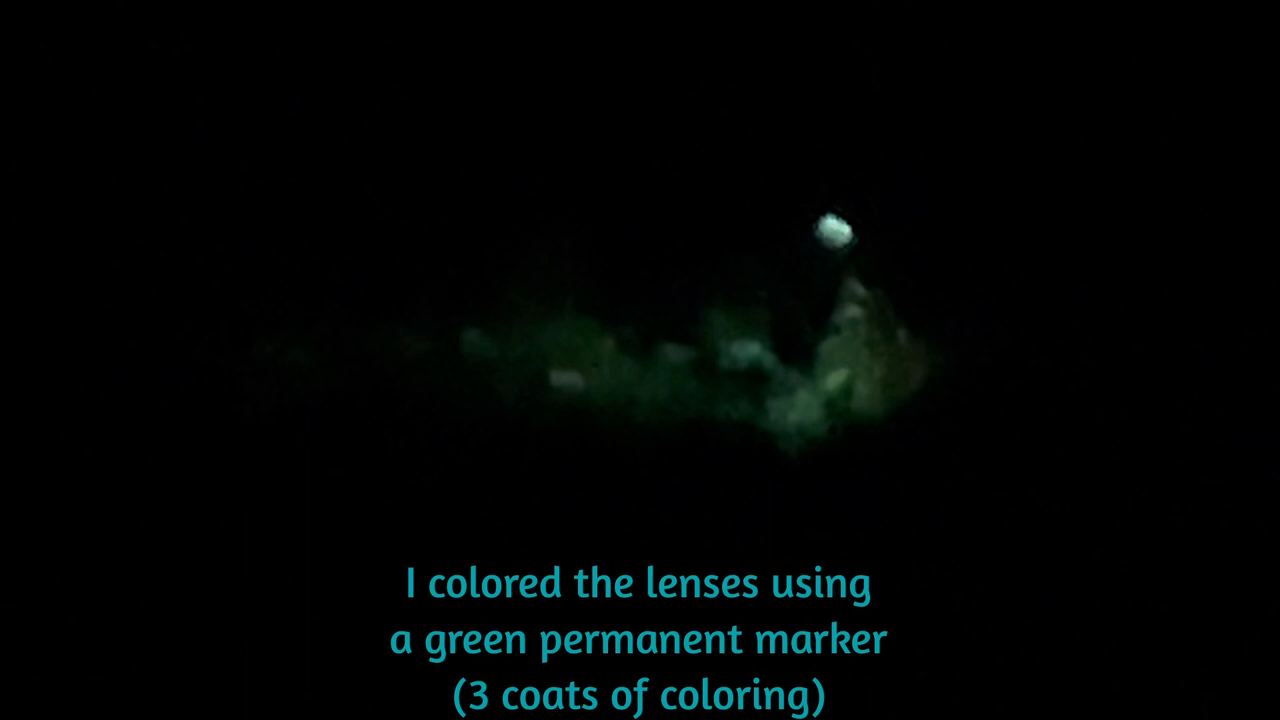 I colored the lenses using
a green permanent marker
(3 coats of coloring)